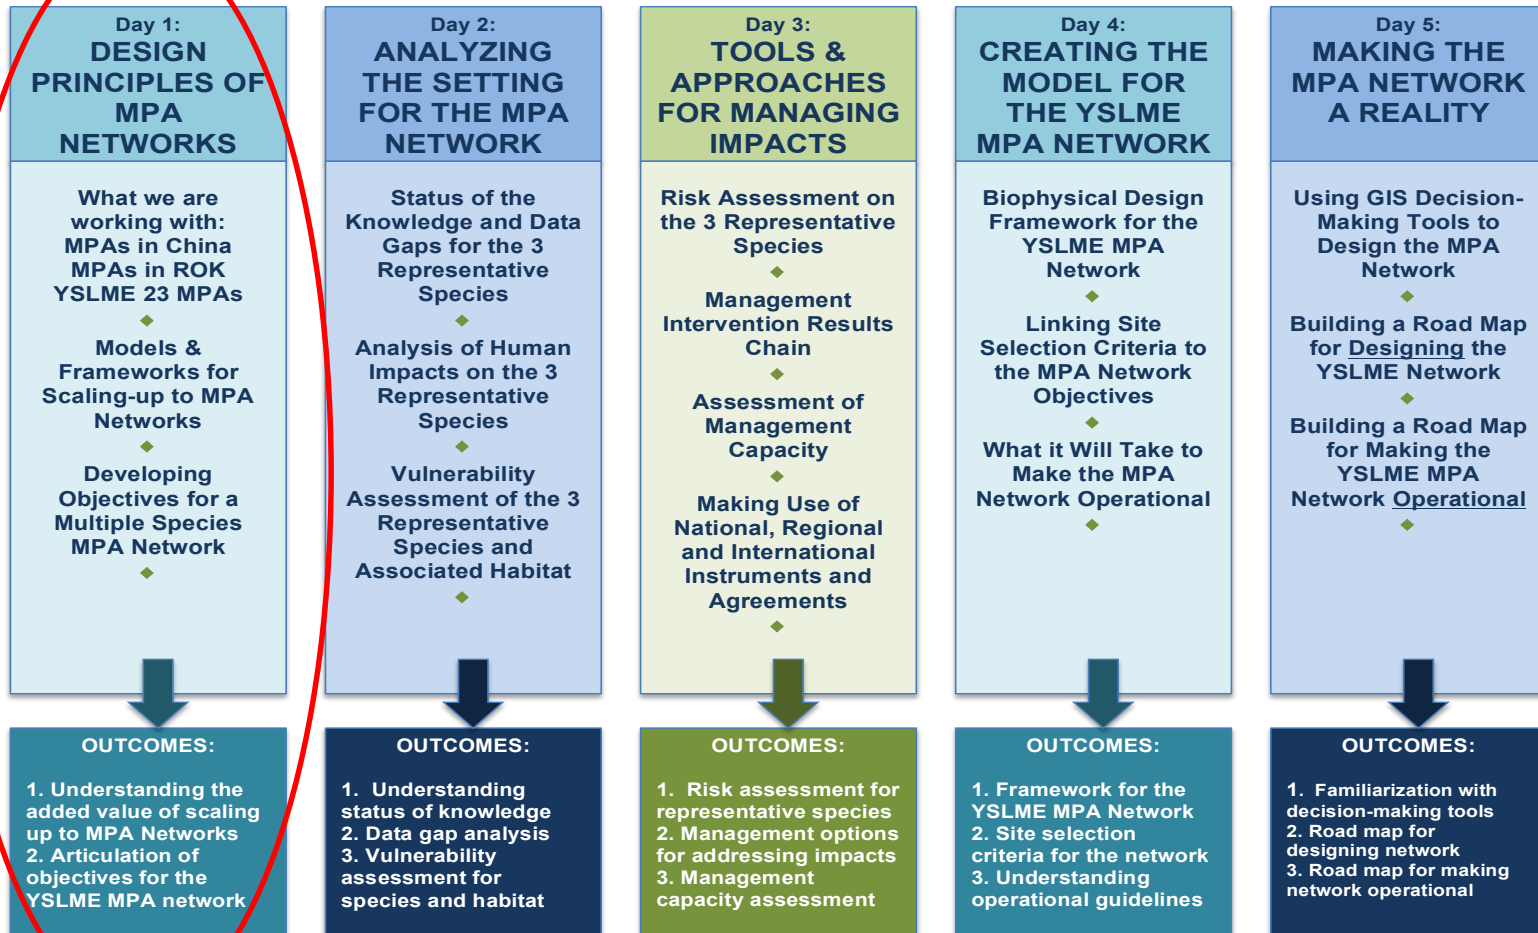 Day 1:
DESIGN
PRINCIPLES OF
MPA
NETWORKS
What we are
working with:
MPAs in China
MPAs in ROK
YSLME 23 MPAs
Models &
Frameworks for
Scaling-up to MPA
Networks
Developing
Objectives for a
Multiple Species
MPA Network
OUTCOMES:
1. Understanding the
added value of scaling
up to MPA Networks
2. Articulation of
objectives for the
YSLME MPA network
Day 2:
ANALYZING
THE SETTING
FOR THE MPA
NETWORK
Status of the
Knowledge and Data
Gaps for the 3
Representative
Species
Analysis of Human
Impacts on the 3
Representative
Species
Vulnerability
Assessment of the 3
Representative
Species and
Associated Habitat
OUTCOMES:
1. Understanding
status of knowledge
2. Data gap analysis
3. Vulnerability
assessment for
species and habitat
Day 3:
TOOLS &
APPROACHES
FOR MANAGING
IMPACTS
Risk Assessment on
the 3 Representative
Species
Management
Intervention Results
Chain
Assessment of
Management
Capacity
Making Use of
National, Regional
and International
Instruments and
Agreements
OUTCOMES:
1. Risk assessment for
representative species
2. Management options
for addressing impacts
3. Management
capacity assessment
Day 4:
CREATING THE
MODEL FOR
THE YSLME
MPA NETWORK
Biophysical Design
Framework for the
YSLME MPA
Network
Linking Site
Selection Criteria to
the MPA Network
Objectives
What it Will Take to
Make the MPA
Network Operational
OUTCOMES:
1. Framework for the
YSLME MPA Network
2. Site selection
criteria for the network
3. Understanding
operational guidelines
Day 5:
MAKING THE
MPA NETWORK
A REALITY
Using GIS Decision-
Making Tools to
Design the MPA
Network
Building a Road Map
for Designing the
YSLME Network
Building a Road Map
for Making the
YSLME MPA
Network Operational
OUTCOMES:
1. Familiarization with
decision-making tools
2. Road map for
designing network
3. Road map for making
network operational